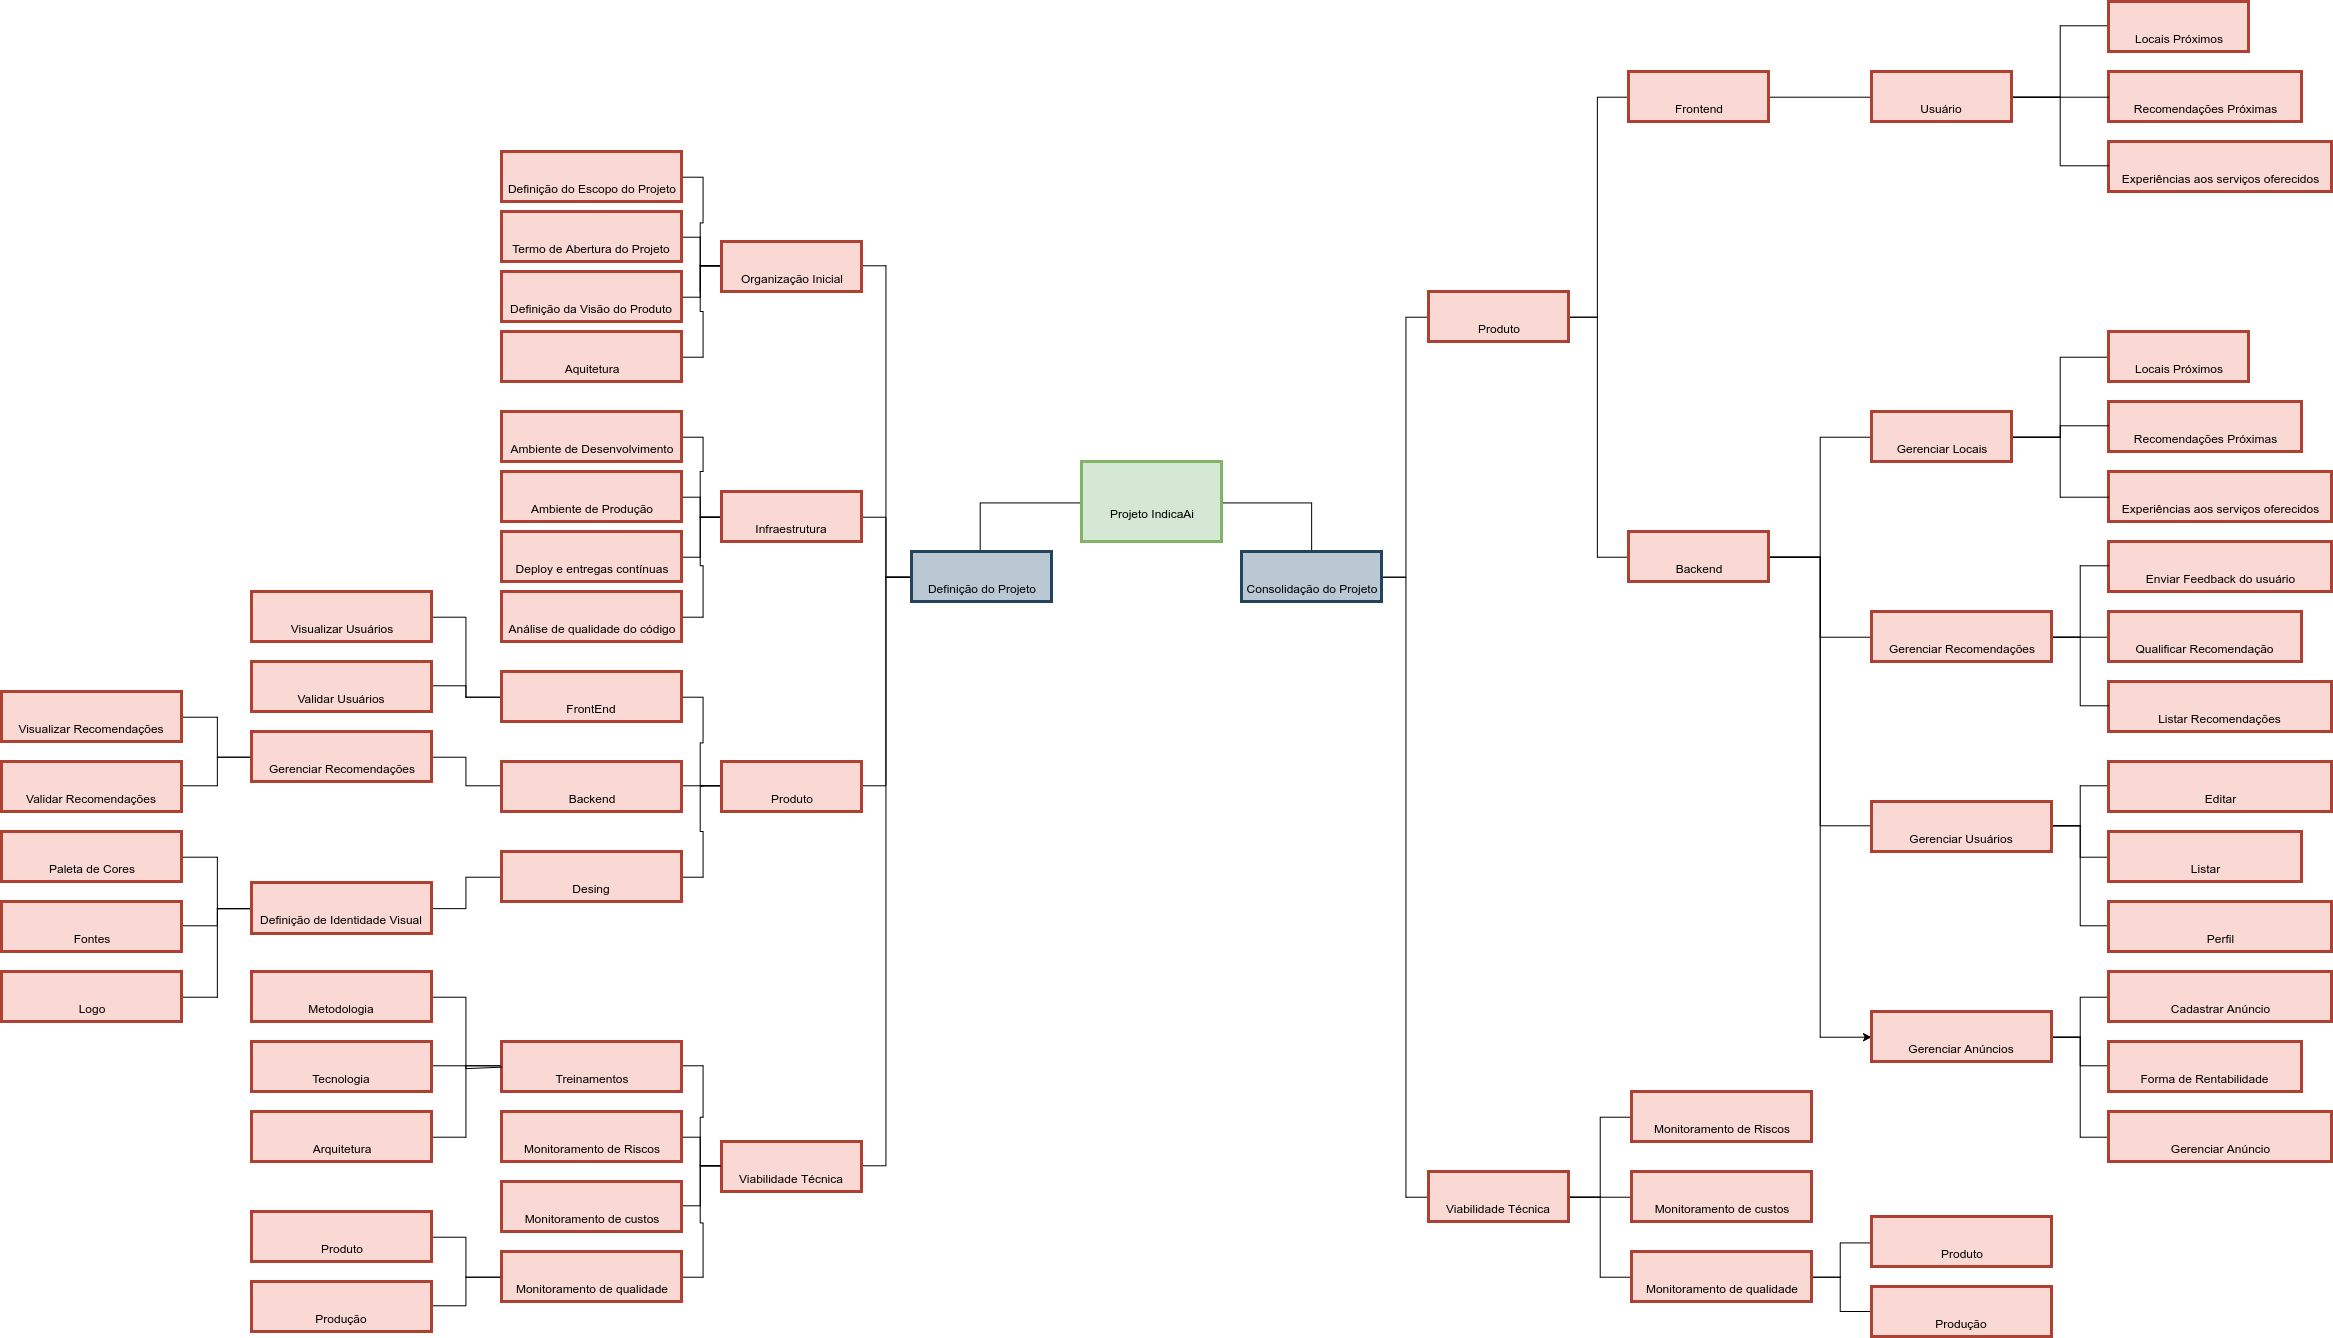 Projeto IndicaAi
Definição do Projeto
Organização Inicial
Definição do Escopo do Projeto
Termo de Abertura do Projeto
Definição da Visão do Produto
Aquitetura
Infraestrutura
Ambiente de Desenvolvimento
Ambiente de Produção
Deploy e entregas contínuas
Análise de qualidade do código
Produto
FrontEnd
Visualizar Usuários
Validar Usuários
Backend
Gerenciar Recomendações
Visualizar Recomendações
Validar Recomendações
Desing
Definição de Identidade Visual
Paleta de Cores
Fontes
Logo
Viabilidade Técnica
Treinamentos
Metodologia
Tecnologia
Arquitetura
Monitoramento de Riscos
Monitoramento de custos
Monitoramento de qualidade
Produto
Produção
Consolidação do Projeto
Produto
Frontend
Usuário
Locais Próximos
Recomendações Próximas
Experiências aos serviços oferecidos
Backend
Gerenciar Locais
Locais Próximos
Recomendações Próximas
Experiências aos serviços oferecidos
Gerenciar Recomendações
Enviar Feedback do usuário
Qualificar Recomendação
Listar Recomendações
Gerenciar Usuários
Editar
Listar
Perfil
Gerenciar Anúncios
Cadastrar Anúncio
Forma de Rentabilidade
Gerenciar Anúncio
Viabilidade Técnica
Monitoramento de Riscos
Monitoramento de custos
Monitoramento de qualidade
Produto
Produção